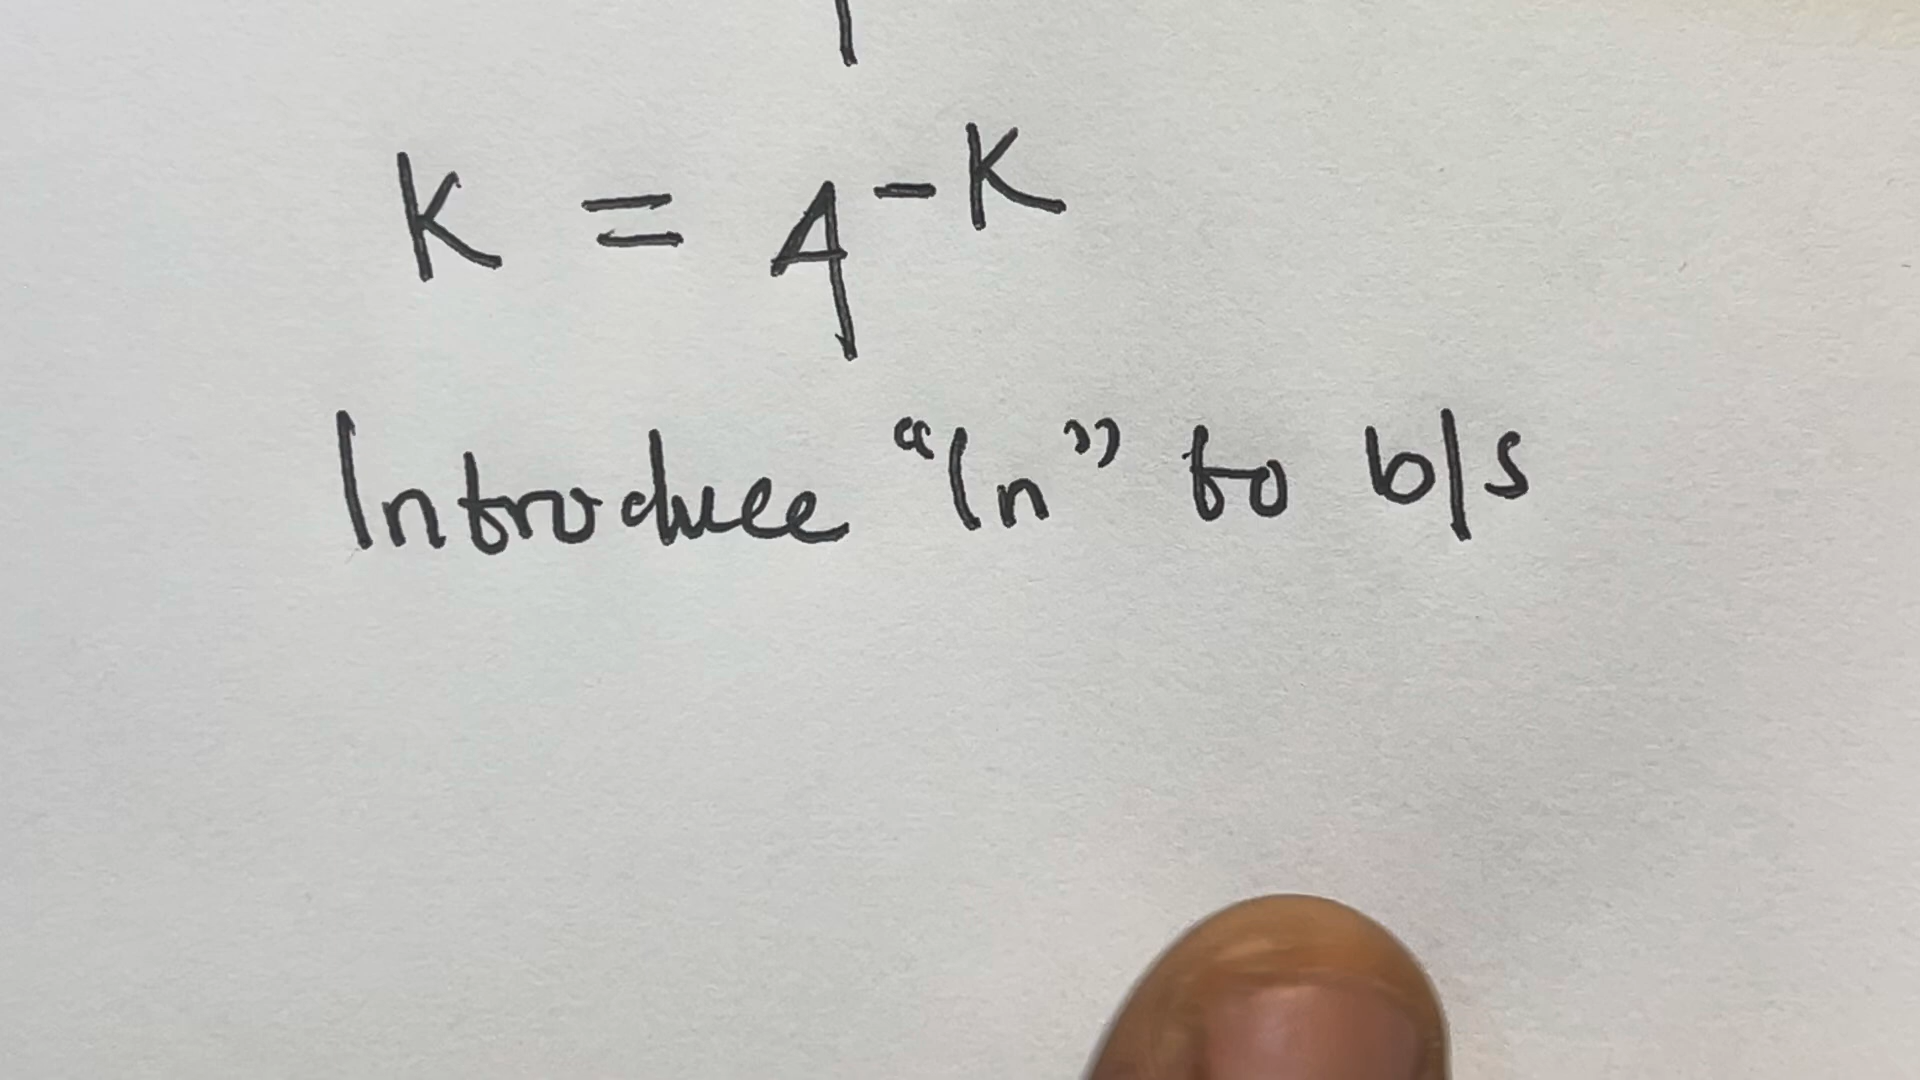 K = 4^-K
Introduce "ln" to b/s